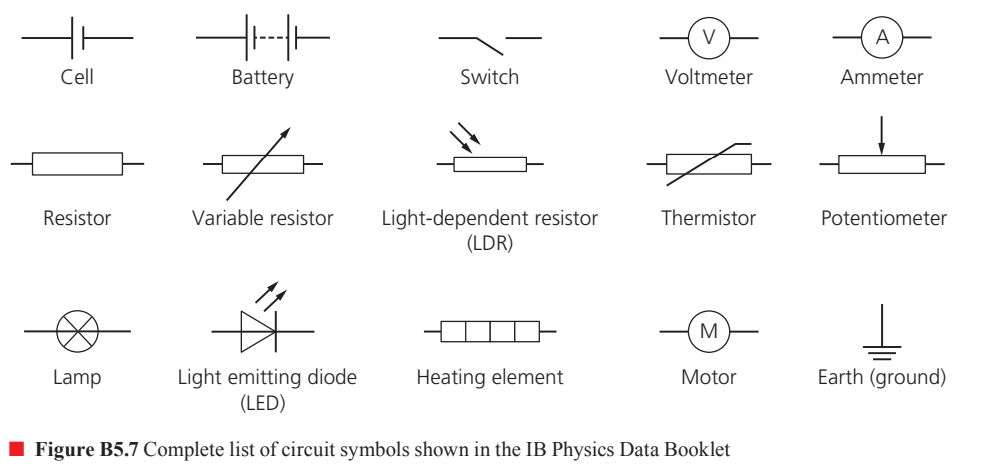 V
A
Cell
Battery
Switch
Voltmeter
Ammeter
Resistor
Variable resistor
Light-dependent resistor
(LDR)
Thermistor
Potentiometer
M
Lamp
Light emitting diode
(LED)
Heating element
Motor
Earth (ground)
Figure B5.7 Complete list of circuit symbols shown in the IB Physics Data Booklet